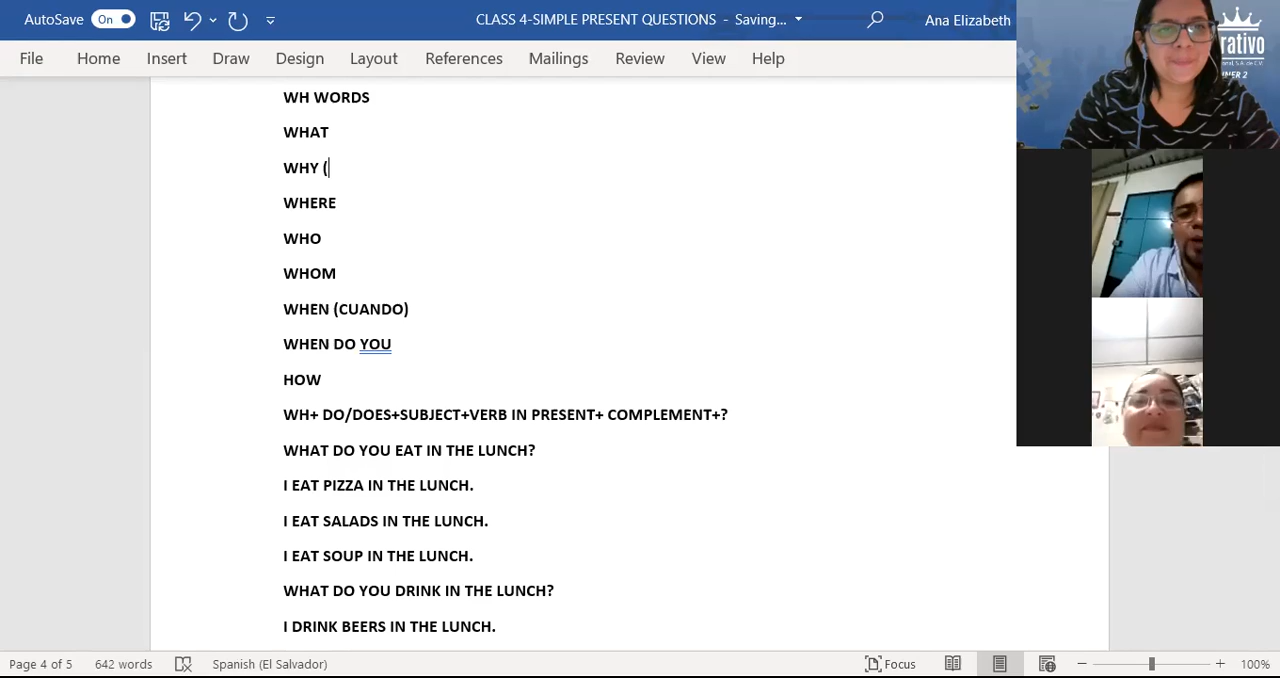 AutoSave On CLASS 4-SIMPLE PRESENT QUESTIONS - Saving... Ana Elizabeth
File Home Insert Draw Design Layout References Mailings Review View Help
rativo
NER 2
WH WORDS
WHAT
WHY (
WHERE
WHO
WHOM
WHEN (CUANDO)
WHEN DO YOU
HOW
WH+ DO/DOES+SUBJECT+VERB IN PRESENT+ COMPLEMENT+?
WHAT DO YOU EAT IN THE LUNCH?
I EAT PIZZA IN THE LUNCH.
I EAT SALADS IN THE LUNCH.
I EAT SOUP IN THE LUNCH.
WHAT DO YOU DRINK IN THE LUNCH?
I DRINK BEERS IN THE LUNCH.
Page 4 of 5 642 words Spanish (El Salvador) Focus 100%